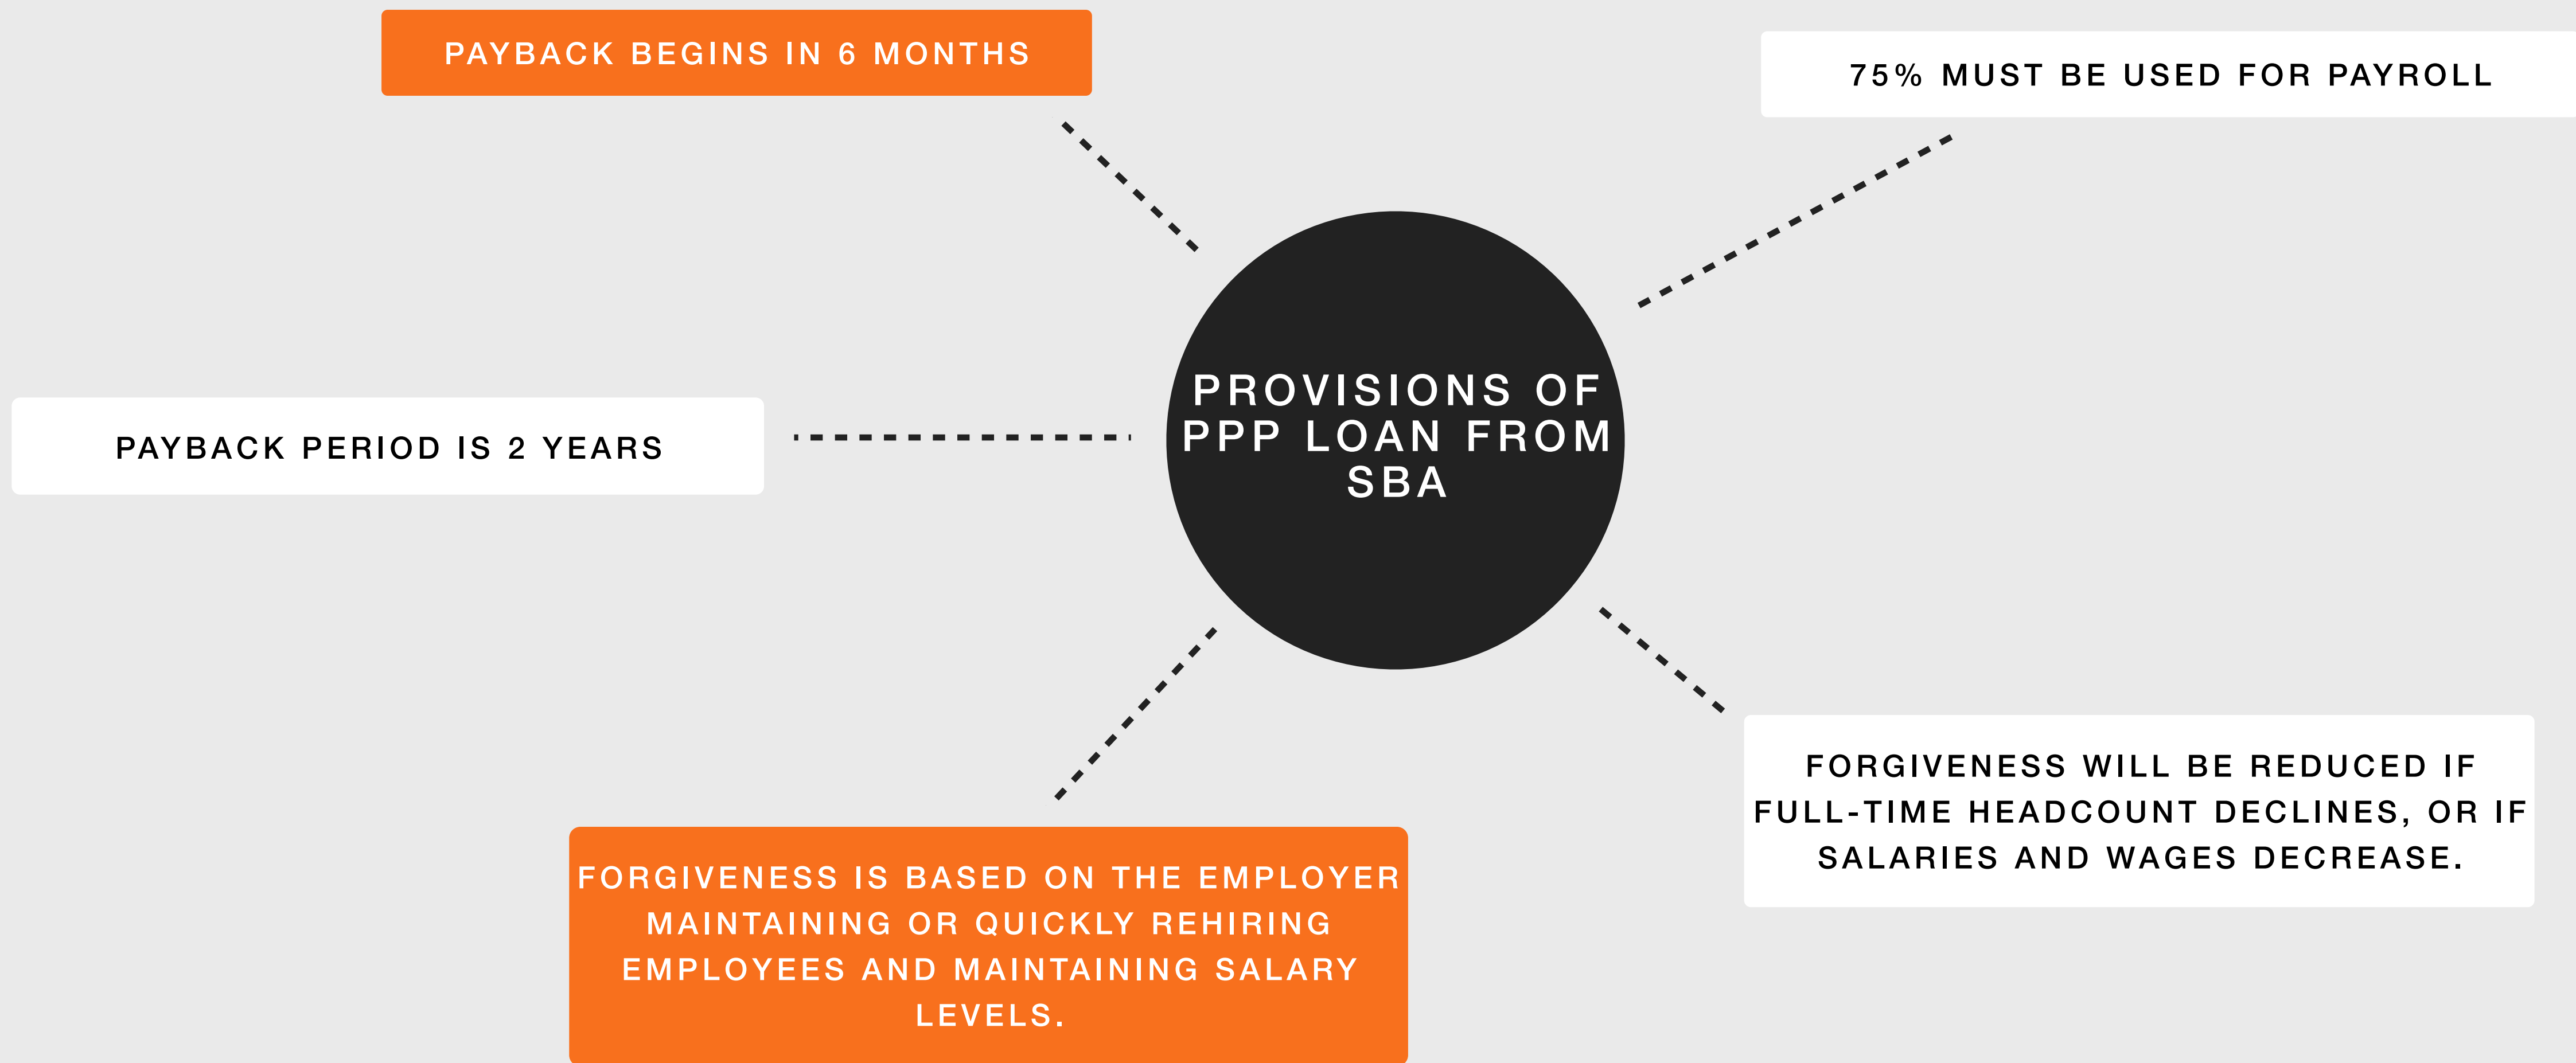 PAYBACK BEGINS IN 6 MONTHS
75% MUST BE USED FOR PAYROLL
PROVISIONS OF
PPP LOAN FROM
SBA
PAYBACK PERIOD IS 2 YEARS
FORGIVENESS WILL BE REDUCED IF
FULL-TIME HEADCOUNT DECLINES, OR IF
SALARIES AND WAGES DECREASE.
FORGIVENESS IS BASED ON THE EMPLOYER
MAINTAINING OR QUICKLY REHIRING
EMPLOYEES AND MAINTAINING SALARY
LEVELS.